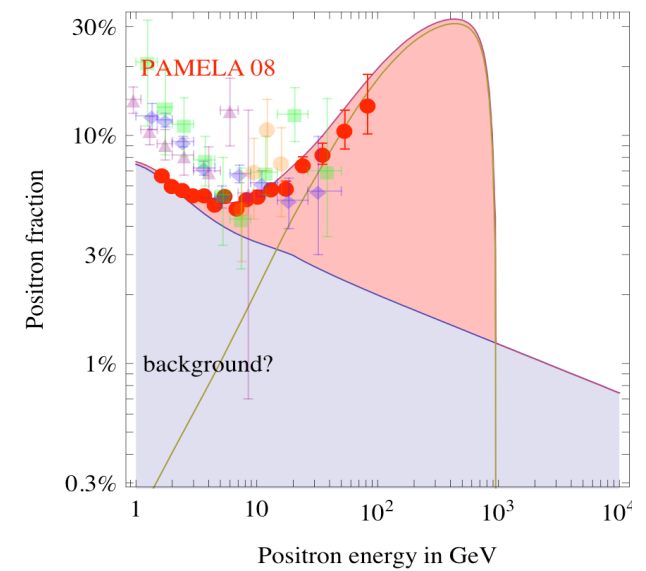 30%
PAMELA 08
10%
Positron fraction
3%
1%
background?
0.3%
1 10 10² 10³ 10⁴
Positron energy in GeV